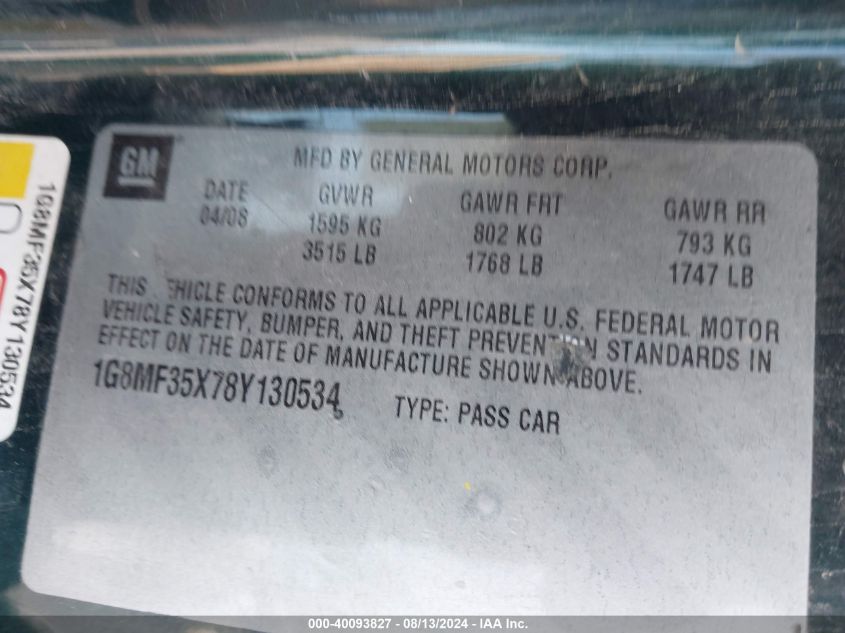 GM
MFD BY GENERAL MOTORS CORP.
DATE GVWR GAWR FRT GAWR RR
04/08 1595 KG 802 KG 793 KG
3515 LB 1768 LB 1747 LB
THIS VEHICLE CONFORMS TO ALL APPLICABLE U.S. FEDERAL MOTOR
VEHICLE SAFETY, BUMPER, AND THEFT PREVENTION STANDARDS IN
EFFECT ON THE DATE OF MANUFACTURE SHOWN ABOVE.
1G8MF35X78Y130534 TYPE: PASS CAR
1G8MF35X78Y130534
000-40093827 - 08/13/2024 - IAA Inc.